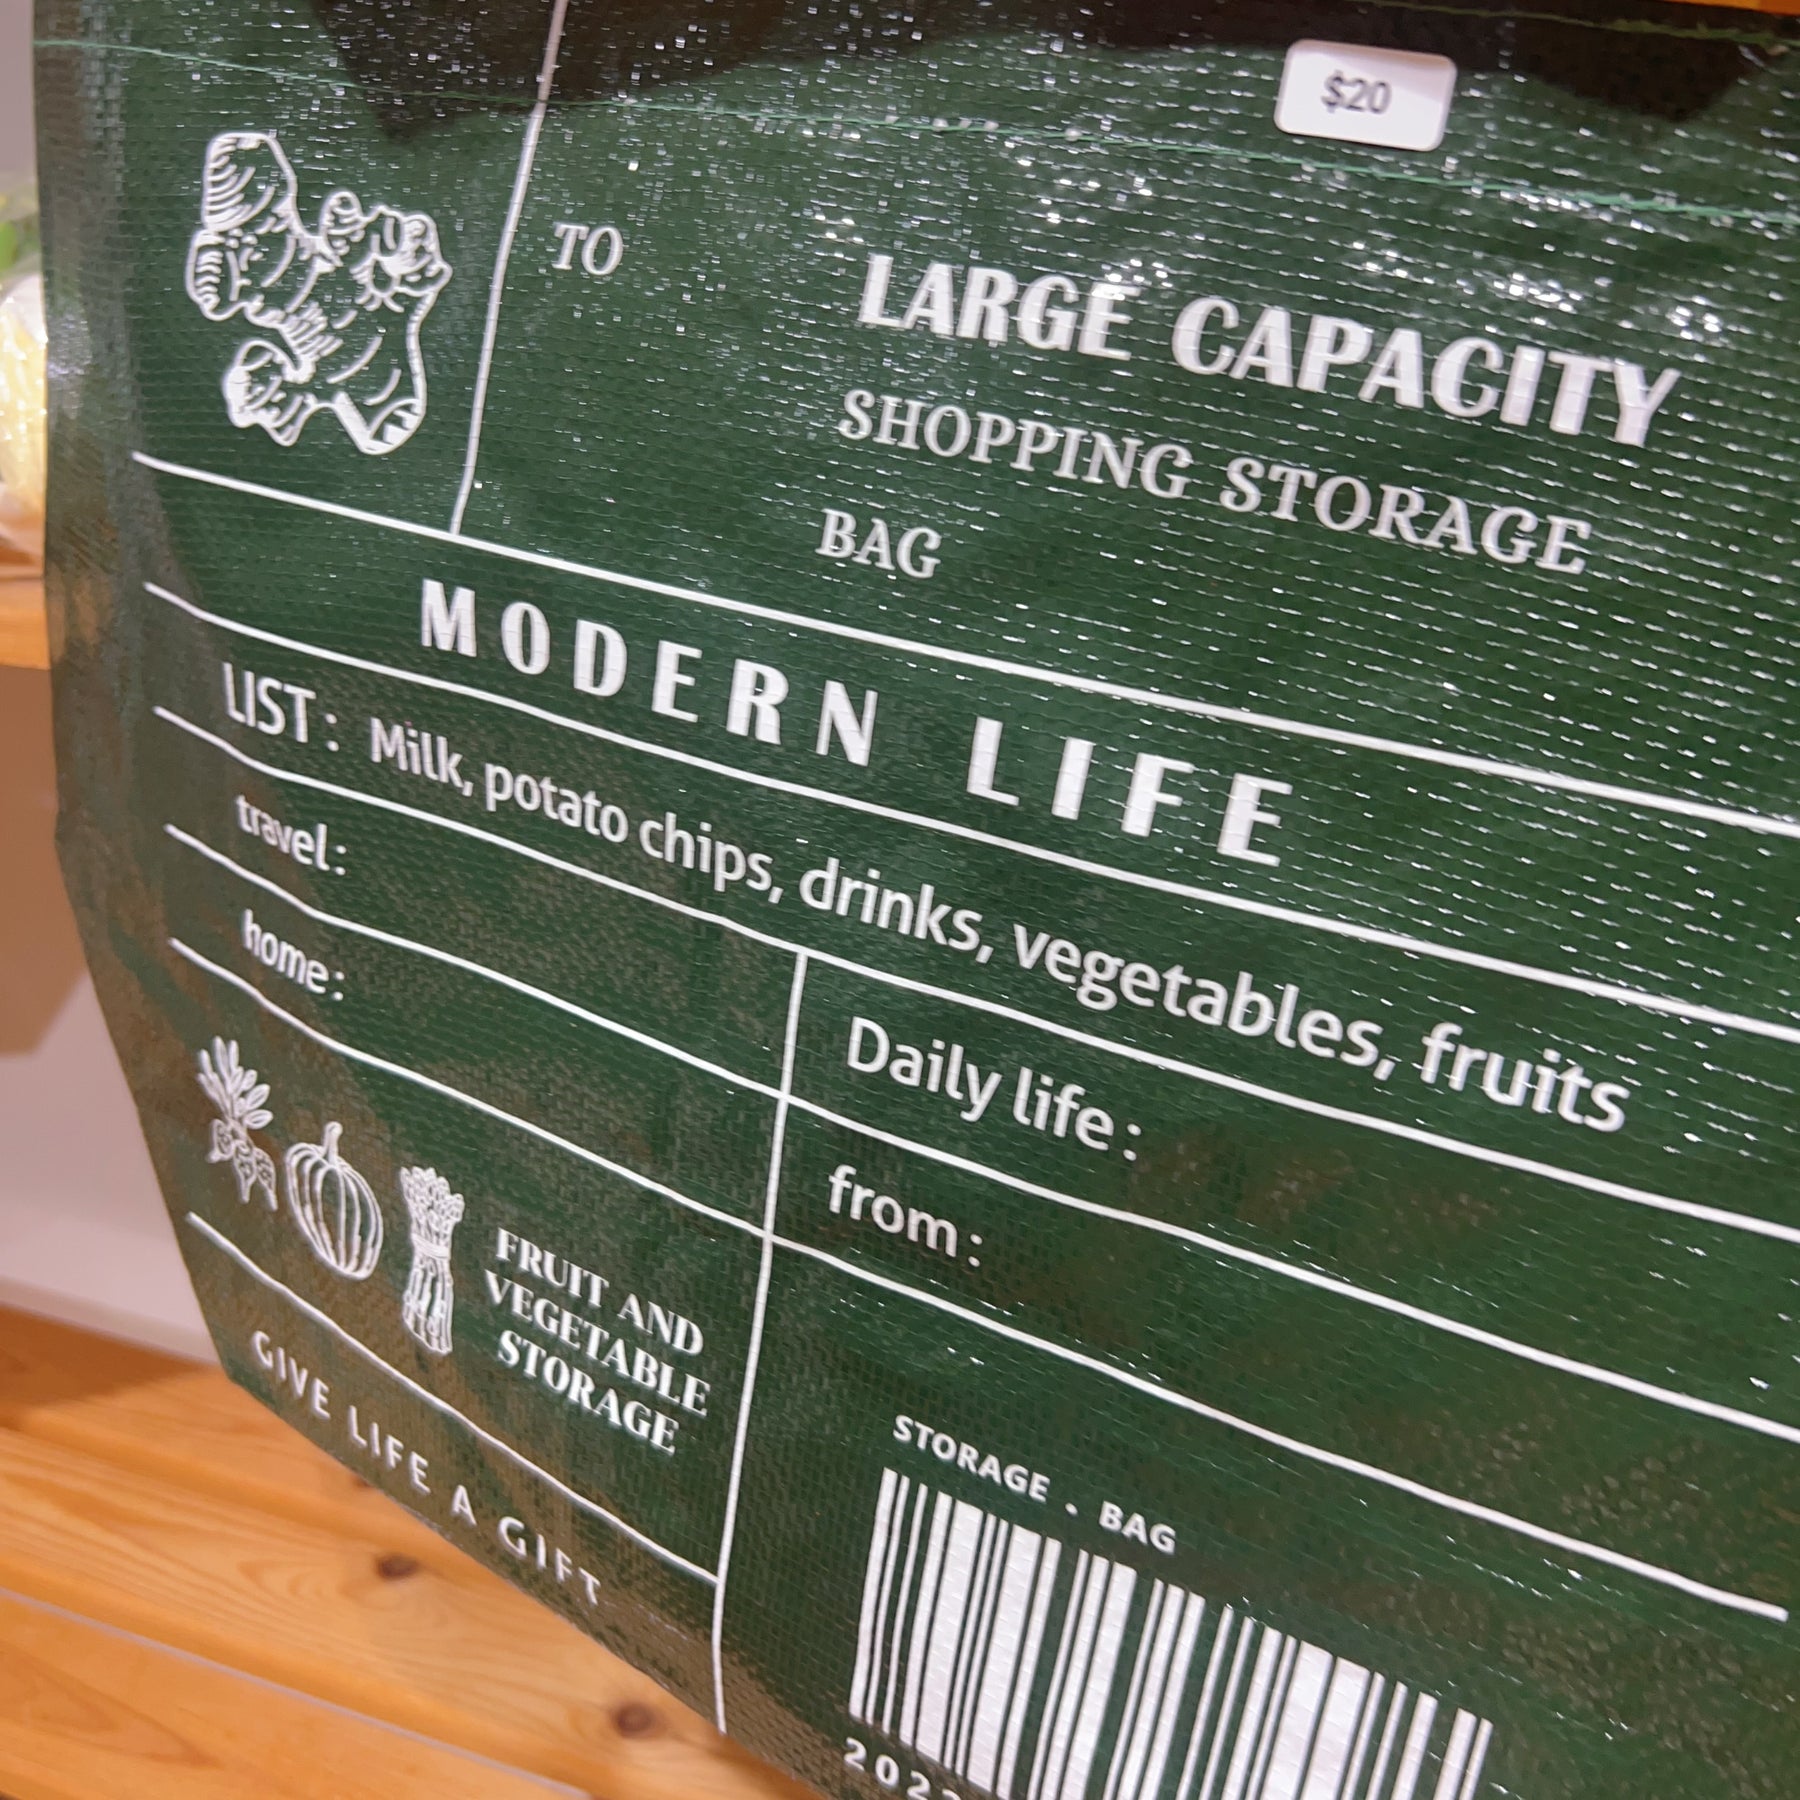 $20
TO
LARGE CAPACITY
SHOPPING STORAGE
BAG
MODERN LIFE
LIST: Milk, potato chips, drinks, vegetables, fruits
travel:
Daily life:
home:
from:
FRUIT AND
VEGETABLE
STORAGE
GIVE LIFE A GIFT
STORAGE . BAG